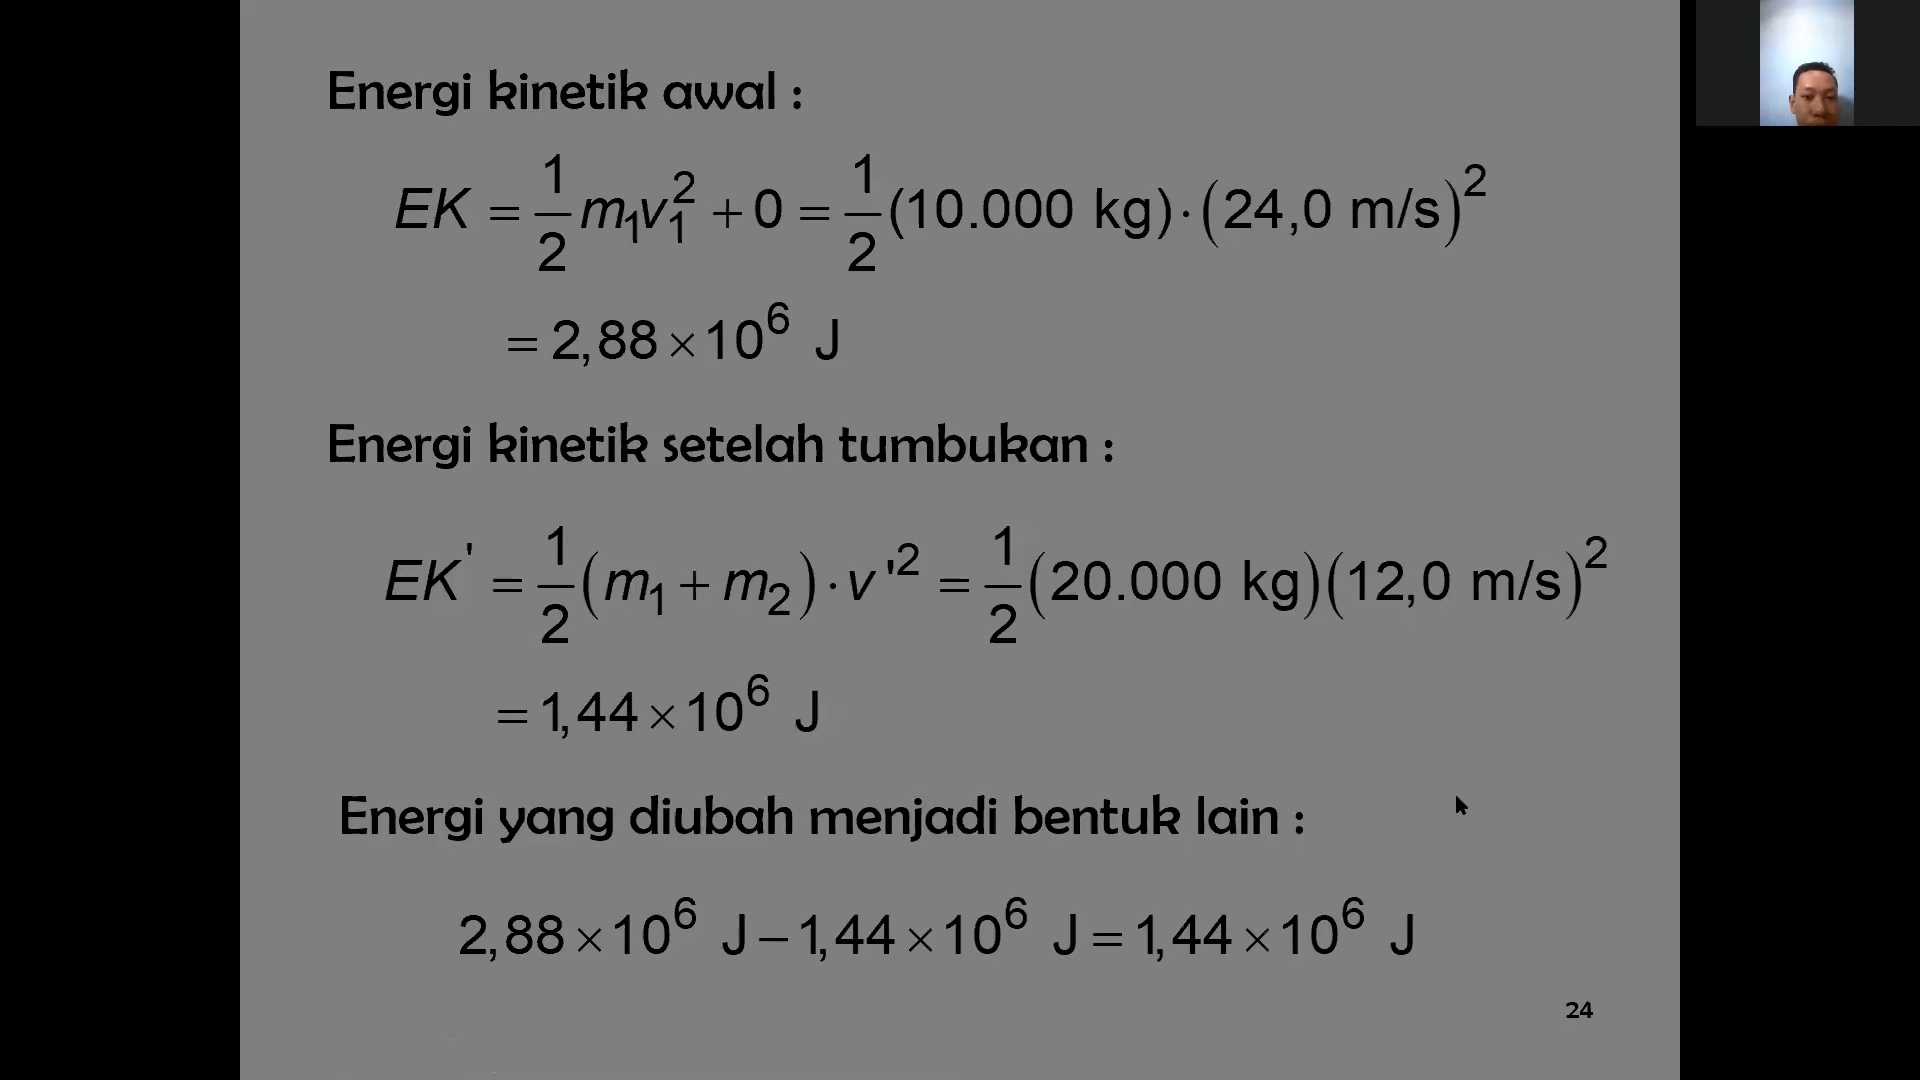 Energi kinetik awal :
EK = 1/2 m₁v₁² + 0 = 1/2 (10.000 kg)·(24,0 m/s)²
= 2,88×10⁶ J
Energi kinetik setelah tumbukan :
EK' = 1/2 (m₁ + m₂)·v'² = 1/2 (20.000 kg)(12,0 m/s)²
= 1,44×10⁶ J
Energi yang diubah menjadi bentuk lain :
2,88×10⁶ J – 1,44×10⁶ J = 1,44×10⁶ J
24